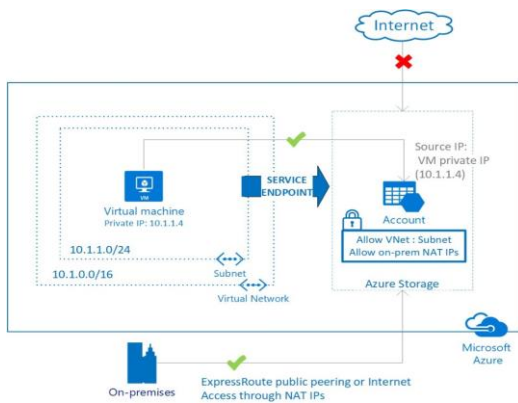 Internet
Source IP:
VM private IP
(10.1.1.4)
SERVICE
ENDPOINT
VM
Virtual machine
Private IP: 10.1.1.4
Account
Allow VNet : Subnet
Allow on-prem NAT IPs
10.1.1.0/24
Subnet
10.1.0.0/16
Virtual Network
Azure Storage
Microsoft
Azure
On-premises
ExpressRoute public peering or Internet
Access through NAT IPs